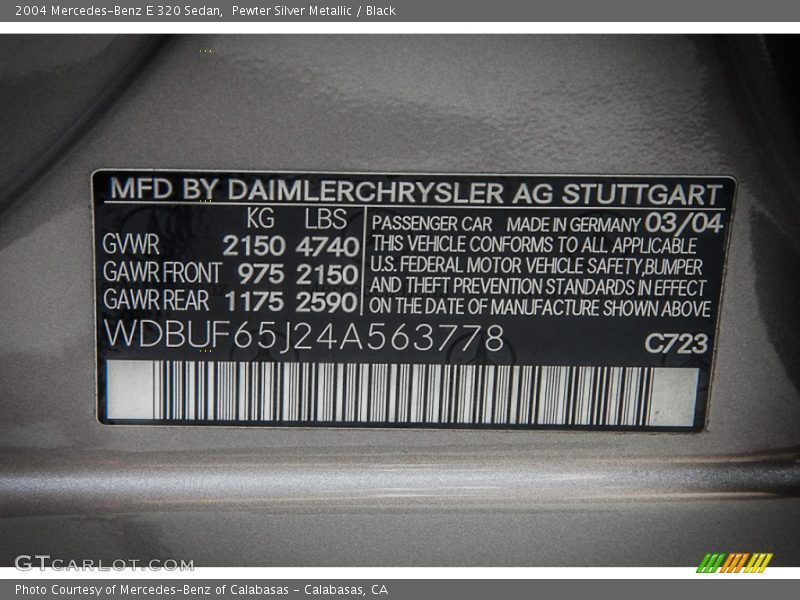 2004 Mercedes-Benz E 320 Sedan,  Pewter Silver Metallic / Black
MFD BY DAIMLERCHRYSLER AG STUTTGART
KG LBS
GVWR 2150 4740
GAWR FRONT 975 2150
GAWR REAR 1175 2590
PASSENGER CAR MADE IN GERMANY 03/04
THIS VEHICLE CONFORMS TO ALL APPLICABLE
U.S. FEDERAL MOTOR VEHICLE SAFETY,BUMPER
AND THEFT PREVENTION STANDARDS IN EFFECT
ON THE DATE OF MANUFACTURE SHOWN ABOVE
WDBUF65J24A563778
C723
GTCARLOT.COM
Photo Courtesy of Mercedes-Benz of Calabasas - Calabasas, CA